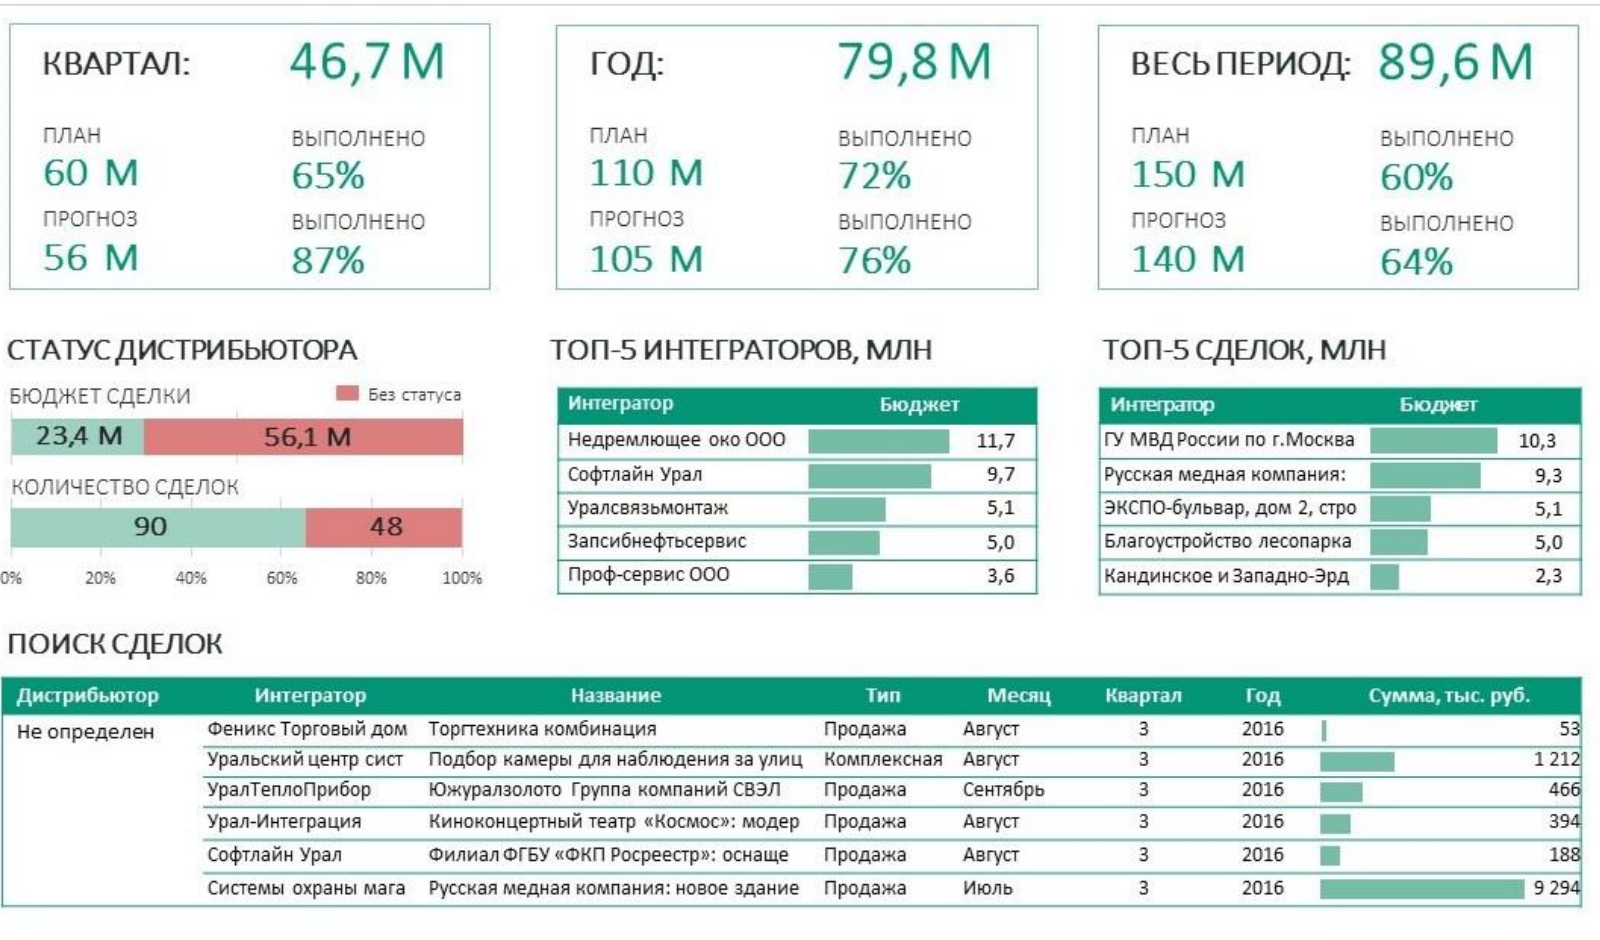 КВАРТАЛ: 46,7 М
ПЛАН ВЫПОЛНЕНО
60 М 65%
ПРОГНОЗ ВЫПОЛНЕНО
56 М 87%
ГОД: 79,8 М
ПЛАН ВЫПОЛНЕНО
110 М 72%
ПРОГНОЗ ВЫПОЛНЕНО
105 М 76%
ВЕСЬ ПЕРИОД: 89,6 М
ПЛАН ВЫПОЛНЕНО
150 М 60%
ПРОГНОЗ ВЫПОЛНЕНО
140 М 64%
СТАТУС ДИСТРИБЬЮТОРА
БЮДЖЕТ СДЕЛКИ Без статуса
23,4 М 56,1 М
КОЛИЧЕСТВО СДЕЛОК
90 48
0% 20% 40% 60% 80% 100%
ТОП-5 ИНТЕГРАТОРОВ, МЛН
Интегратор Бюджет
Недремлющее око ООО 11,7
Софтлайн Урал 9,7
Уралсвязьмонтаж 5,1
Запсибнефтьсервис 5,0
Проф-сервис ООО 3,6
ТОП-5 СДЕЛОК, МЛН
Интегратор Бюджет
ГУ МВД России по г.Москва 10,3
Русская медная компания: 9,3
ЭКСПО-бульвар, дом 2, стро 5,1
Благоустройство лесопарка 5,0
Кандинское и Западно-Эрд 2,3
ПОИСК СДЕЛОК
Дистрибьютор Интегратор Название Тип Месяц Квартал Год Сумма, тыс. руб.
Не определен Феникс Торговый дом Торгтехника комбинация Продажа Август 3 2016 53
Уральский центр сист Подбор камеры для наблюдения за улиц Комплексная Август 3 2016 1 212
УралТеплоПрибор Южуралзолото Группа компаний СВЭЛ Продажа Сентябрь 3 2016 466
Урал-Интеграция Киноконцертный театр «Космос»: модер Продажа Август 3 2016 394
Софтлайн Урал Филиал ФГБУ «ФКП Росреестр»: оснаще Продажа Август 3 2016 188
Системы охраны мага Русская медная компания: новое здание Продажа Июль 3 2016 9 294